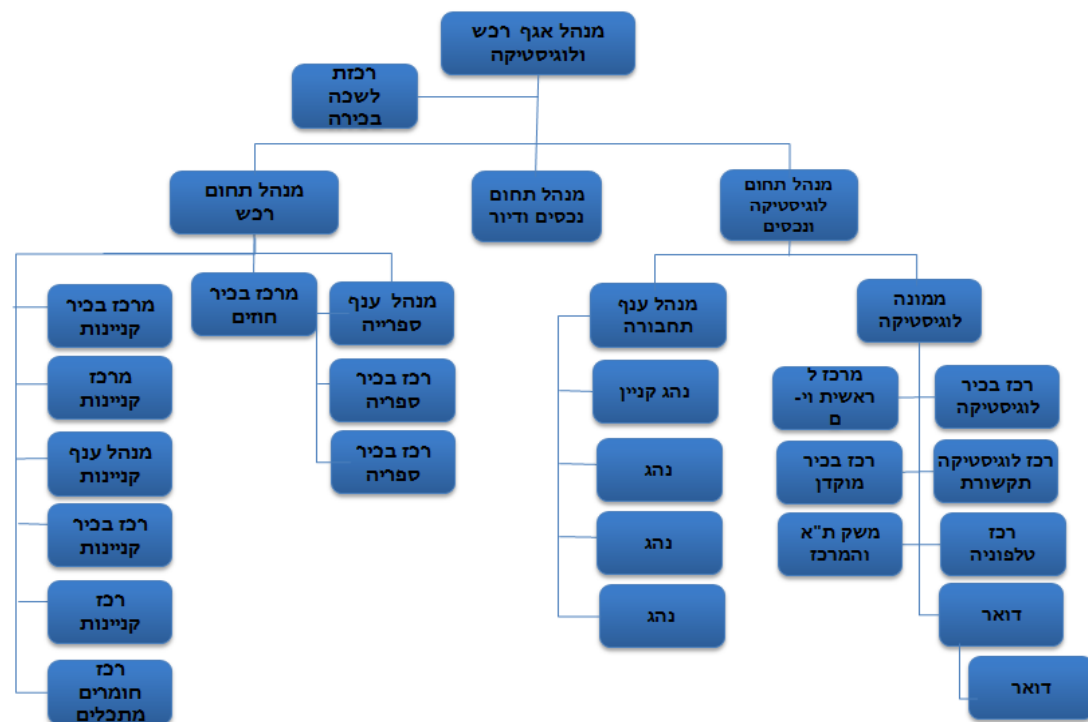 מנהל אגף רכש
ולוגיסטיקה
רכזת
לשכה
בכירה
מנהל תחום
לוגיסטיקה
ונכסים
מנהל תחום
נכסים ודיור
מנהל תחום
רכש
ממונה
לוגיסטיקה
רכז בכיר
לוגיסטיקה
מרכז ל
ראשית וי-
ם
רכז לוגיסטיקה
תקשורת
רכז בכיר
מוקדן
רכז
טלפוניה
משק ת"א
והמרכז
דואר
דואר
מנהל ענף
תחבורה
נהג קניין
נהג
נהג
נהג
מנהל ענף
ספרייה
רכז בכיר
ספריה
רכז בכיר
ספריה
מרכז בכיר
חוזים
מרכז בכיר
קניינות
מרכז
קניינות
מנהל ענף
קניינות
רכז בכיר
קניינות
רכז
קניינות
רכז
חומרים
מתכלים